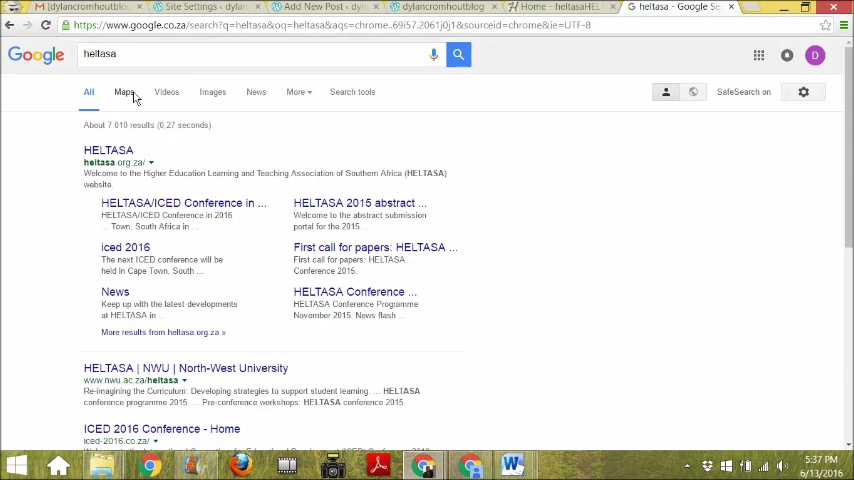 [dylancromhoutblog
Site Settings ‹ dylan
Add New Post ‹ dylan
dylancromhoutblog
Home - heltasaHEL
heltasa - Google Sea
https://www.google.co.za/search?q=heltasa&oq=heltasa&aqs=chrome..69i57.2061j0j1&sourceid=chrome&ie=UTF-8
Google
heltasa
D
All Maps Videos Images News More Search tools
SafeSearch on
About 7 010 results (0,27 seconds)
HELTASA
heltasa.org.za/
Welcome to the Higher Education Learning and Teaching Association of Southern Africa (HELTASA)
website.
HELTASA/ICED Conference in ...
HELTASA/ICED Conference in 2016
... Town, South Africa in ...
HELTASA 2015 abstract ...
Welcome to the abstract submission
portal for the 2015 ...
iced 2016
The next ICED conference will be
held in Cape Town, South ...
First call for papers: HELTASA ...
First call for papers: HELTASA
Conference 2015.
News
Keep up with the latest developments
at HELTASA in ...
HELTASA Conference ...
HELTASA Conference Programme
November 2015. News flash ...
More results from heltasa.org.za »
HELTASA | NWU | North-West University
www.nwu.ac.za/heltasa
Re-imagining the Curriculum: Developing strategies to support student learning. ... HELTASA
conference programme 2015. ... Pre-conference workshops: HELTASA conference 2015.
ICED 2016 Conference - Home
iced-2016.co.za/
5:37 PM
6/13/2016